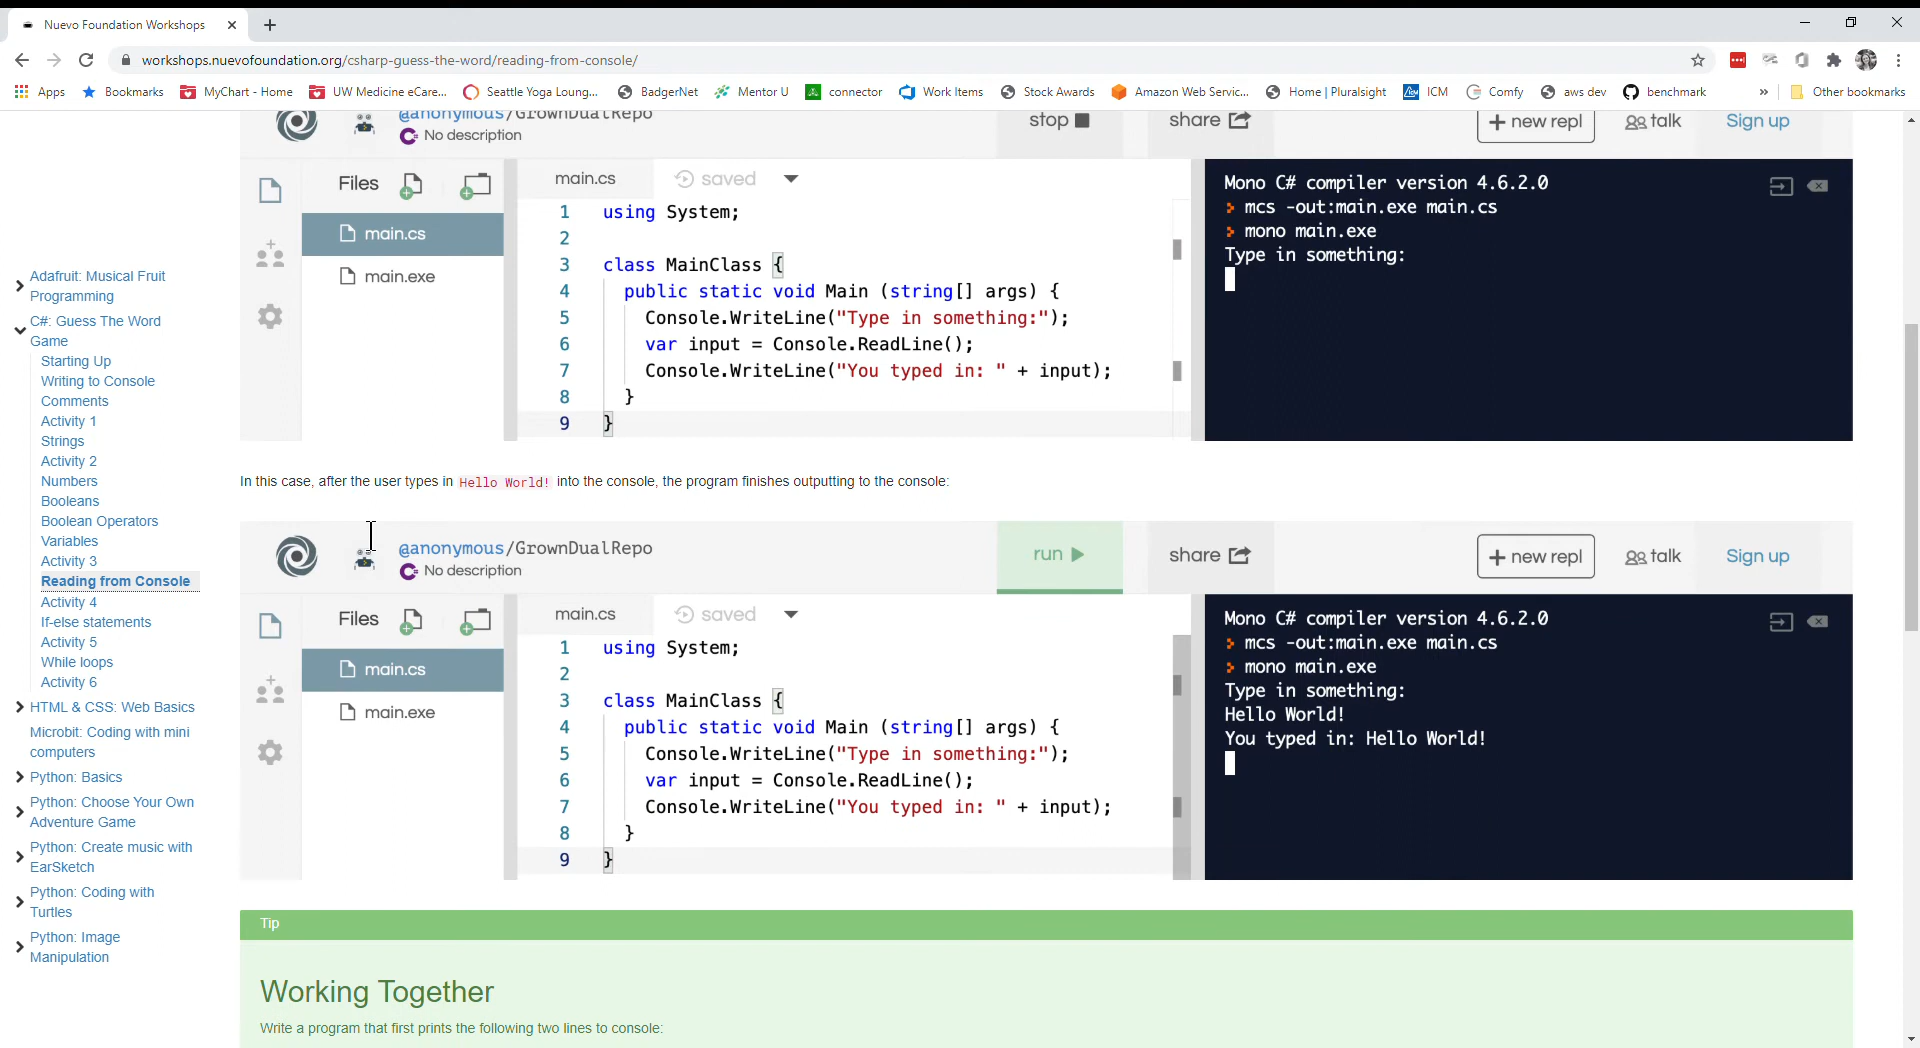 Nuevo Foundation Workshops
workshops.nuevofoundation.org/csharp-guess-the-word/reading-from-console/
Apps
Bookmarks
MyChart - Home
UW Medicine eCare...
Seattle Yoga Loung...
BadgerNet
Mentor U
connector
Work Items
Stock Awards
Amazon Web Servic...
Home | Pluralsight
ICM
Comfy
aws dev
benchmark
»
Other bookmarks
Adafruit: Musical Fruit
Programming
C#: Guess The Word
Game
Starting Up
Writing to Console
Comments
Activity 1
Strings
Activity 2
Numbers
Booleans
Boolean Operators
Variables
Activity 3
Reading from Console
Activity 4
If-else statements
Activity 5
While loops
Activity 6
HTML & CSS: Web Basics
Microbit: Coding with mini
computers
Python: Basics
Python: Choose Your Own
Adventure Game
Python: Create music with
EarSketch
Python: Coding with
Turtles
Python: Image
Manipulation
@anonymous/GrownDualRepo
No description
stop
share
+ new repl
talk
Sign up
Files
main.cs
main.exe
main.cs
saved
1 using System;
2
3 class MainClass {
4 public static void Main (string[] args) {
5 Console.WriteLine("Type in something:");
6 var input = Console.ReadLine();
7 Console.WriteLine("You typed in: " + input);
8 }
9 }
Mono C# compiler version 4.6.2.0
> mcs -out:main.exe main.cs
> mono main.exe
Type in something:
In this case, after the user types in Hello World! into the console, the program finishes outputting to the console:
@anonymous/GrownDualRepo
No description
run
share
+ new repl
talk
Sign up
Files
main.cs
main.exe
main.cs
saved
1 using System;
2
3 class MainClass {
4 public static void Main (string[] args) {
5 Console.WriteLine("Type in something:");
6 var input = Console.ReadLine();
7 Console.WriteLine("You typed in: " + input);
8 }
9 }
Mono C# compiler version 4.6.2.0
> mcs -out:main.exe main.cs
> mono main.exe
Type in something:
Hello World!
You typed in: Hello World!
Tip
Working Together
Write a program that first prints the following two lines to console: